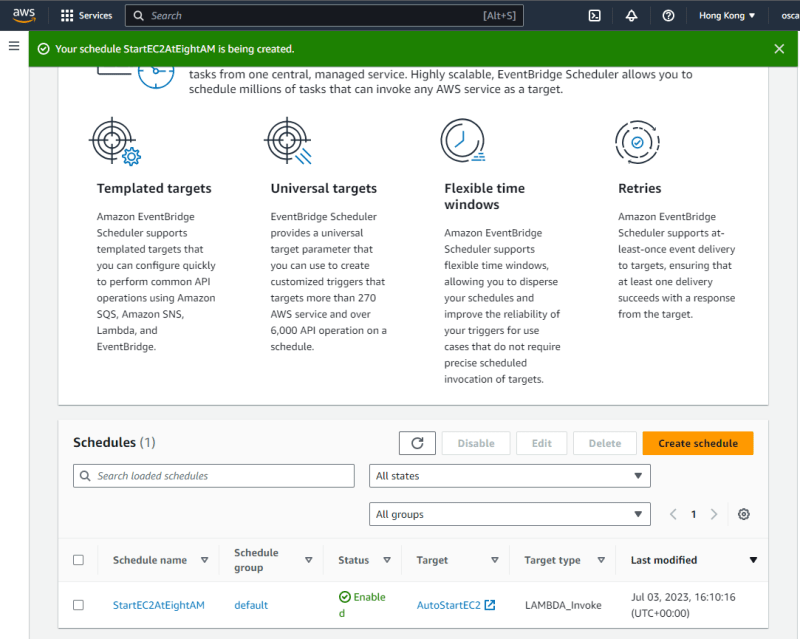 aws Services Search [Alt+S] Hong Kong ▼ osca
Your schedule StartEC2AtEightAM is being created.
tasks from one central, managed service. Highly scalable, EventBridge Scheduler allows you to
schedule millions of tasks that can invoke any AWS service as a target.
Templated targets
Amazon EventBridge
Scheduler supports
templated targets that
you can configure quickly
to perform common API
operations using Amazon
SQS, Amazon SNS,
Lambda, and
EventBridge.
Universal targets
EventBridge Scheduler
provides a universal
target parameter that
you can use to create
customized triggers that
targets more than 270
AWS service and over
6,000 API operation on a
schedule.
Flexible time
windows
Amazon EventBridge
Scheduler supports
flexible time windows,
allowing you to disperse
your schedules and
improve the reliability of
your triggers for use
cases that do not require
precise scheduled
invocation of targets.
Retries
Amazon EventBridge
Scheduler supports at-
least-once event delivery
to targets, ensuring that
at least one delivery
succeeds with a response
from the target.
Schedules (1)
Disable
Edit
Delete
Create schedule
Search loaded schedules
All states
All groups
1
Schedule name
Schedule
group
Status
Target
Target type
Last modified
StartEC2AtEightAM
default
Enable
d
AutoStartEC2
LAMBDA_Invoke
Jul 03, 2023, 16:10:16
(UTC+00:00)